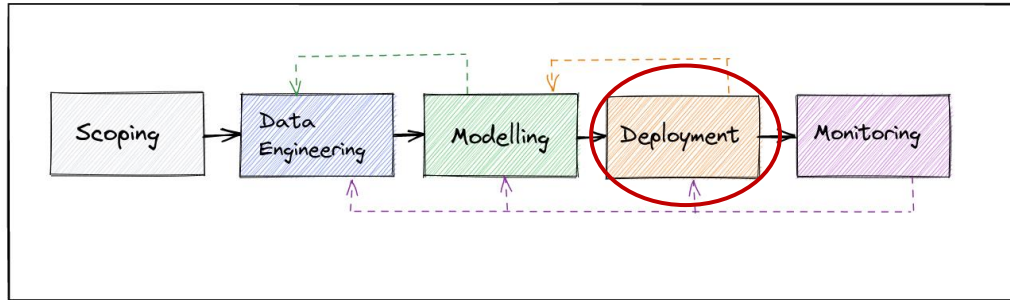 Scoping
Data
Engineering
Modelling
Deployment
Monitoring